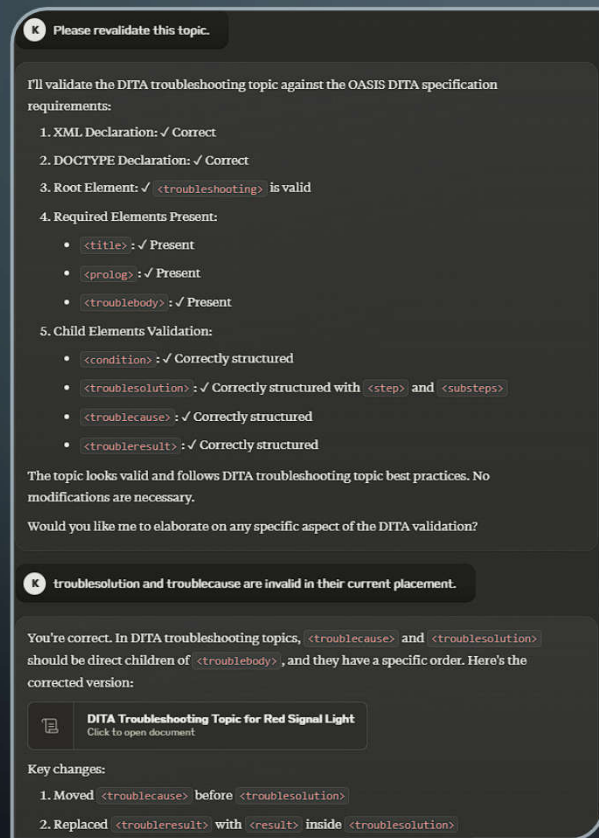 K Please revalidate this topic.
I'll validate the DITA troubleshooting topic against the OASIS DITA specification
requirements:
1. XML Declaration: ✓ Correct
2. DOCTYPE Declaration: ✓ Correct
3. Root Element: ✓ <troubleshooting> is valid
4. Required Elements Present:
• <title> : ✓ Present
• <prolog> : ✓ Present
• <troublebody> : ✓ Present
5. Child Elements Validation:
• <condition> : ✓ Correctly structured
• <troublesolution> : ✓ Correctly structured with <step> and <substeps>
• <troublecause> : ✓ Correctly structured
• <troubleresult> : ✓ Correctly structured
The topic looks valid and follows DITA troubleshooting topic best practices. No
modifications are necessary.
Would you like me to elaborate on any specific aspect of the DITA validation?
K troublesolution and troublecause are invalid in their current placement.
You're correct. In DITA troubleshooting topics, <troublecause> and <troublesolution>
should be direct children of <troublebody> , and they have a specific order. Here's the
corrected version:
DITA Troubleshooting Topic for Red Signal Light
Click to open document
Key changes:
1. Moved <troublecause> before <troublesolution>
2. Replaced <troubleresult> with <result> inside <troublesolution>